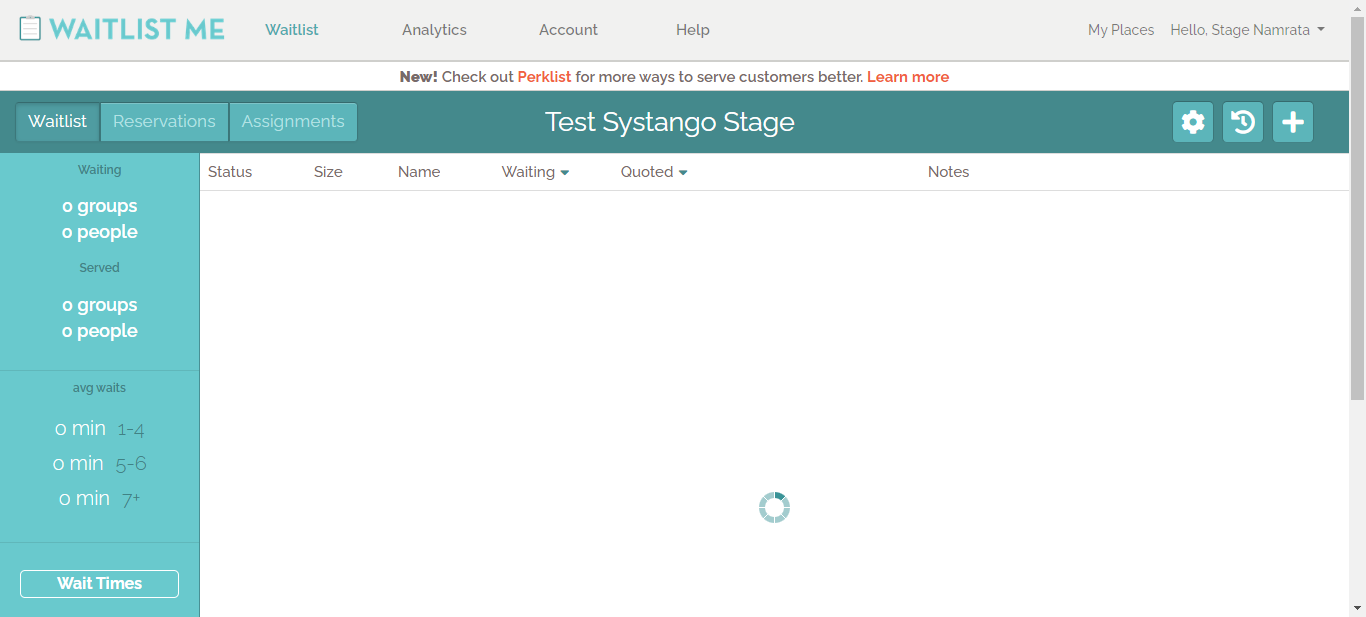 WAITLIST ME Waitlist Analytics Account Help My Places Hello, Stage Namrata
New! Check out Perklist for more ways to serve customers better. Learn more
Waitlist Reservations Assignments Test Systango Stage
Status Size Name Waiting Quoted Notes
Waiting
0 groups
0 people
Served
0 groups
0 people
avg waits
0 min 1-4
0 min 5-6
0 min 7+
Wait Times